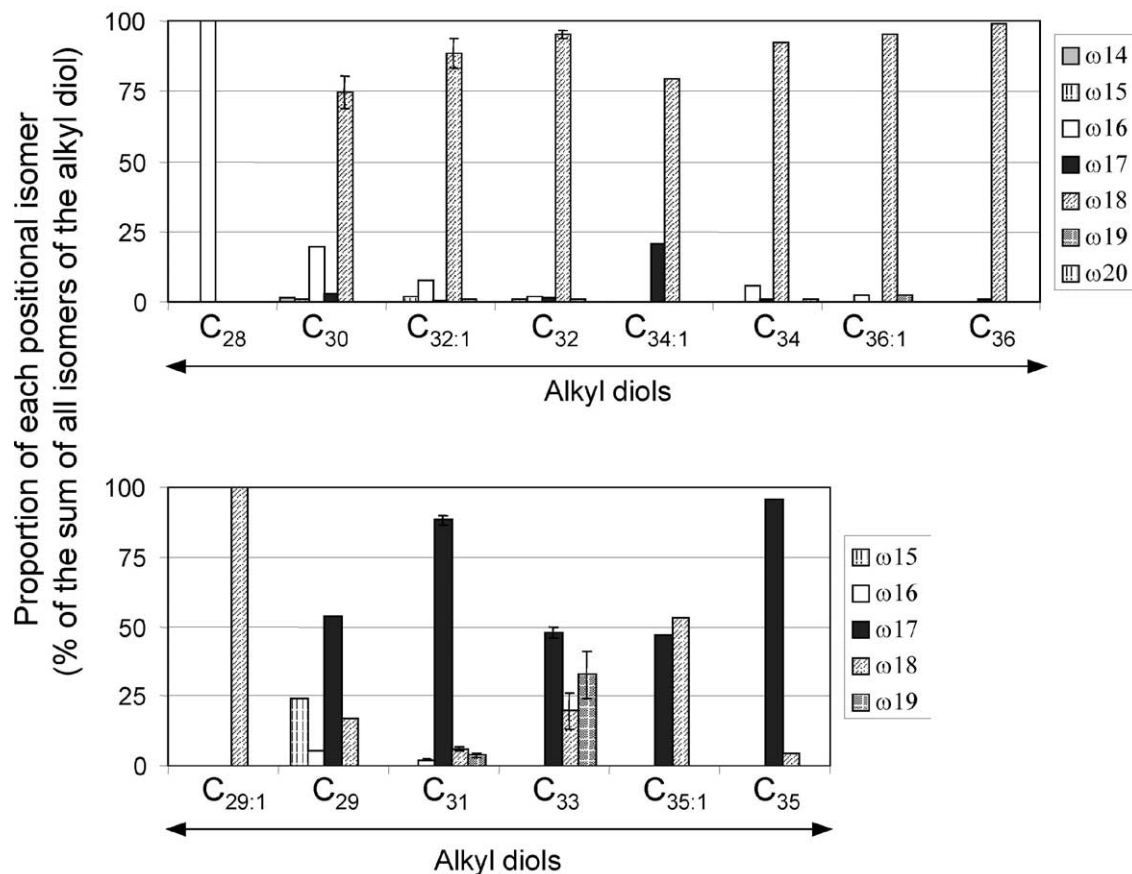 Proportion of each positional isomer
(% of the sum of all isomers of the alkyl diol)
100
75
50
25
0
C28
C30
C32:1
C32
C34:1
C34
C36:1
C36
Alkyl diols
ω14
ω15
ω16
ω17
ω18
ω19
ω20
100
75
50
25
0
C29:1
C29
C31
C33
C35:1
C35
Alkyl diols
ω15
ω16
ω17
ω18
ω19